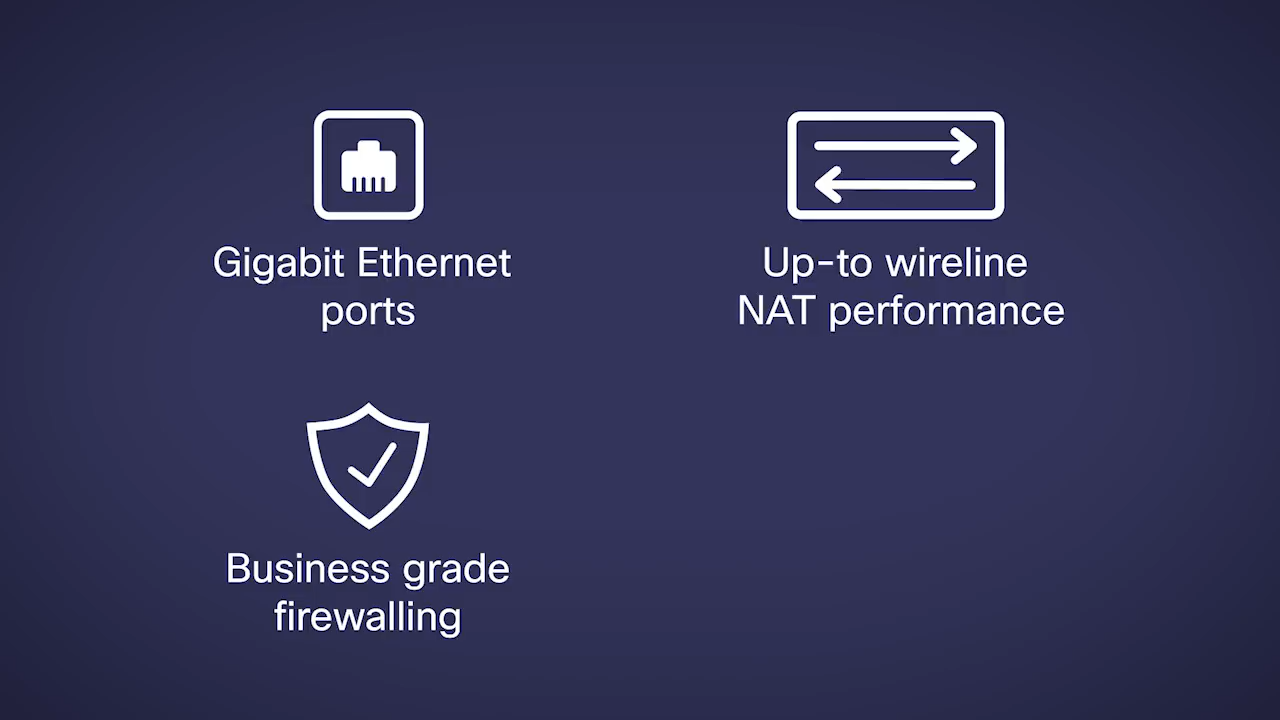 Gigabit Ethernet
ports
Up-to wireline
NAT performance
Business grade
firewalling